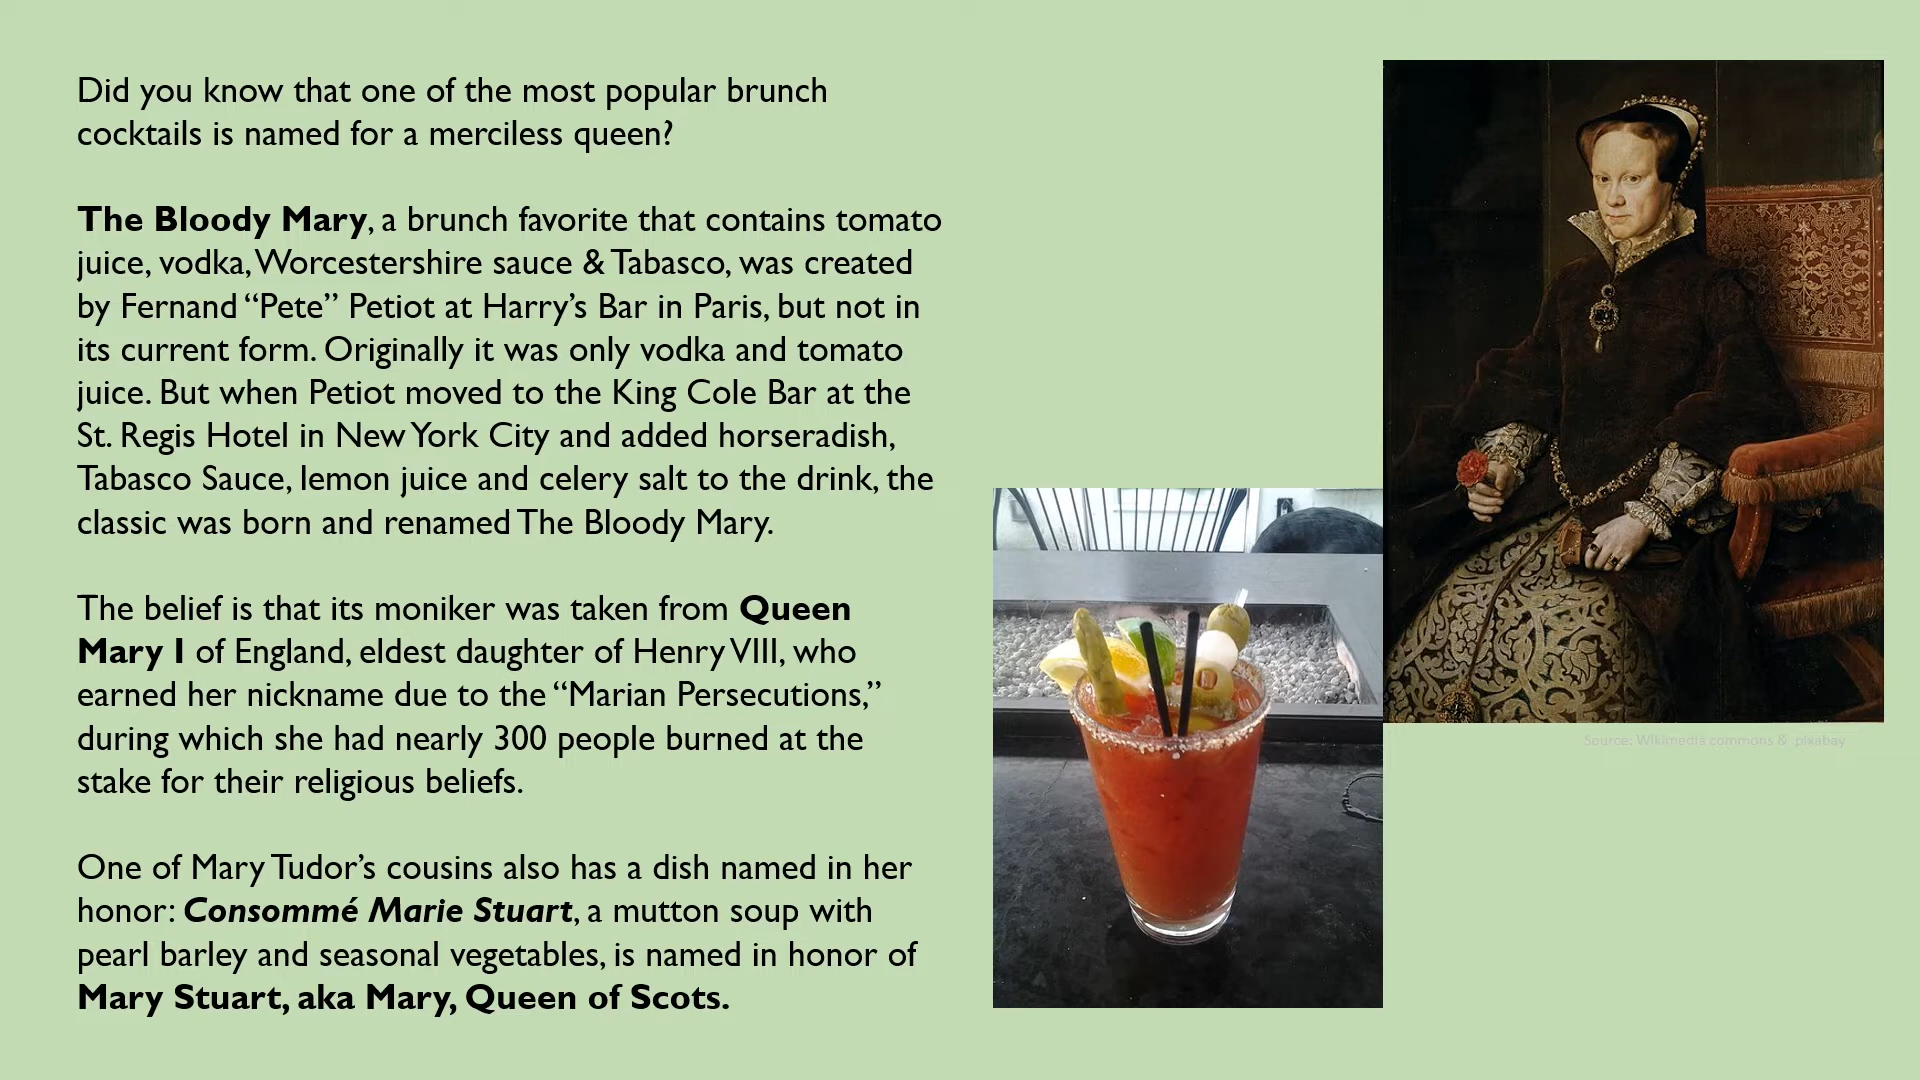 Did you know that one of the most popular brunch
cocktails is named for a merciless queen?
The Bloody Mary, a brunch favorite that contains tomato
juice, vodka, Worcestershire sauce & Tabasco, was created
by Fernand “Pete” Petiot at Harry’s Bar in Paris, but not in
its current form. Originally it was only vodka and tomato
juice. But when Petiot moved to the King Cole Bar at the
St. Regis Hotel in New York City and added horseradish,
Tabasco Sauce, lemon juice and celery salt to the drink, the
classic was born and renamed The Bloody Mary.
The belief is that its moniker was taken from Queen
Mary I of England, eldest daughter of Henry VIII, who
earned her nickname due to the “Marian Persecutions,”
during which she had nearly 300 people burned at the
stake for their religious beliefs.
One of Mary Tudor’s cousins also has a dish named in her
honor: Consommé Marie Stuart, a mutton soup with
pearl barley and seasonal vegetables, is named in honor of
Mary Stuart, aka Mary, Queen of Scots.
Source: Wikimedia commons & pixabay